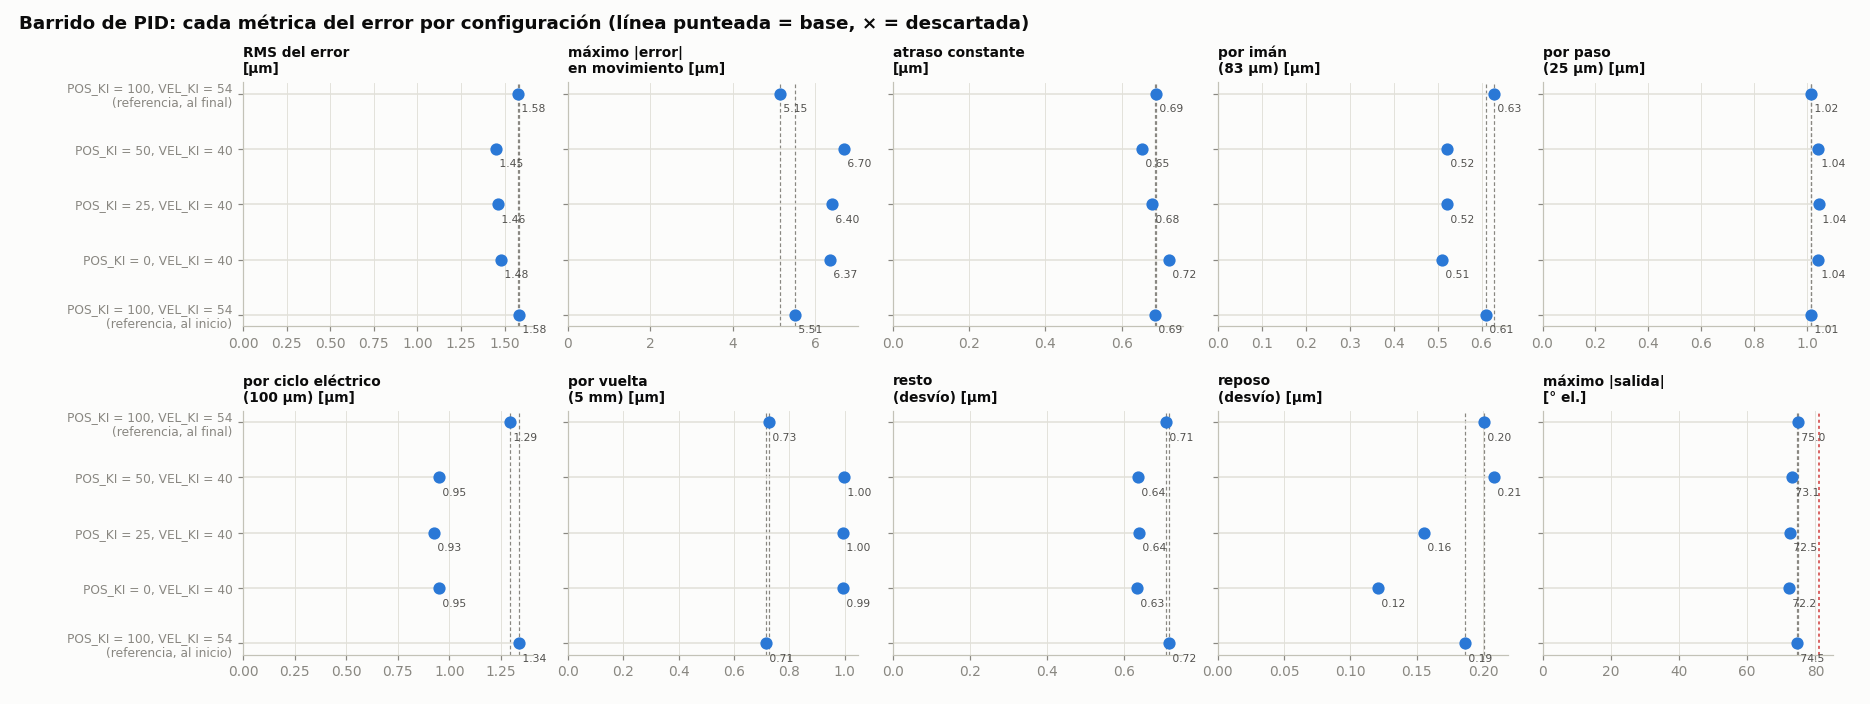 Barrido de PID: cada métrica del error por configuración (línea punteada = base, × = descartada)
RMS del error
[µm]
máximo |error|
en movimiento [µm]
atraso constante
[µm]
por imán
(83 µm) [µm]
por paso
(25 µm) [µm]
POS_KI = 100, VEL_KI = 54
(referencia, al final)
POS_KI = 50, VEL_KI = 40
POS_KI = 25, VEL_KI = 40
POS_KI = 0, VEL_KI = 40
POS_KI = 100, VEL_KI = 54
(referencia, al inicio)
1.58
1.45
1.46
1.48
1.58
0.00 0.25 0.50 0.75 1.00 1.25 1.50
5.15
6.70
6.40
6.37
5.51
0 2 4 6
0.69
0.65
0.68
0.72
0.69
0.0 0.2 0.4 0.6
0.63
0.52
0.52
0.51
0.61
0.0 0.1 0.2 0.3 0.4 0.5 0.6
1.02
1.04
1.04
1.04
1.01
0.0 0.2 0.4 0.6 0.8 1.0
por ciclo eléctrico
(100 µm) [µm]
por vuelta
(5 mm) [µm]
resto
(desvío) [µm]
reposo
(desvío) [µm]
máximo |salida|
[° el.]
POS_KI = 100, VEL_KI = 54
(referencia, al final)
POS_KI = 50, VEL_KI = 40
POS_KI = 25, VEL_KI = 40
POS_KI = 0, VEL_KI = 40
POS_KI = 100, VEL_KI = 54
(referencia, al inicio)
1.29
0.95
0.93
0.95
1.34
0.00 0.25 0.50 0.75 1.00 1.25
0.73
1.00
1.00
0.99
0.71
0.0 0.2 0.4 0.6 0.8 1.0
0.71
0.64
0.64
0.63
0.72
0.0 0.2 0.4 0.6
0.20
0.21
0.16
0.12
0.19
0.00 0.05 0.10 0.15 0.20
75.0
73.1
72.5
72.2
74.5
0 20 40 60 80